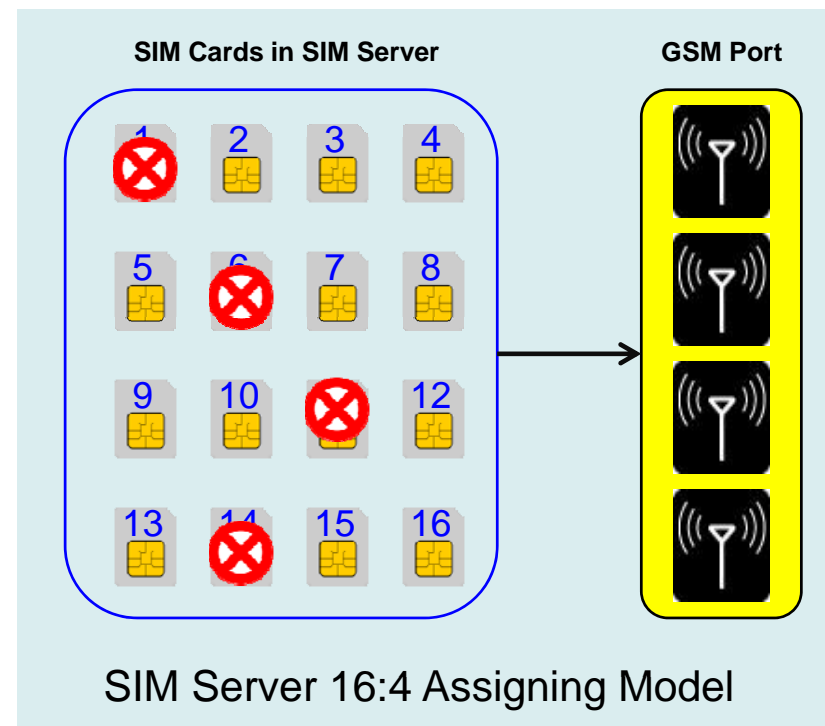 SIM Cards in SIM Server GSM Port
1 2 3 4
5 6 7 8
9 10 12
13 14 15 16
SIM Server 16:4 Assigning Model